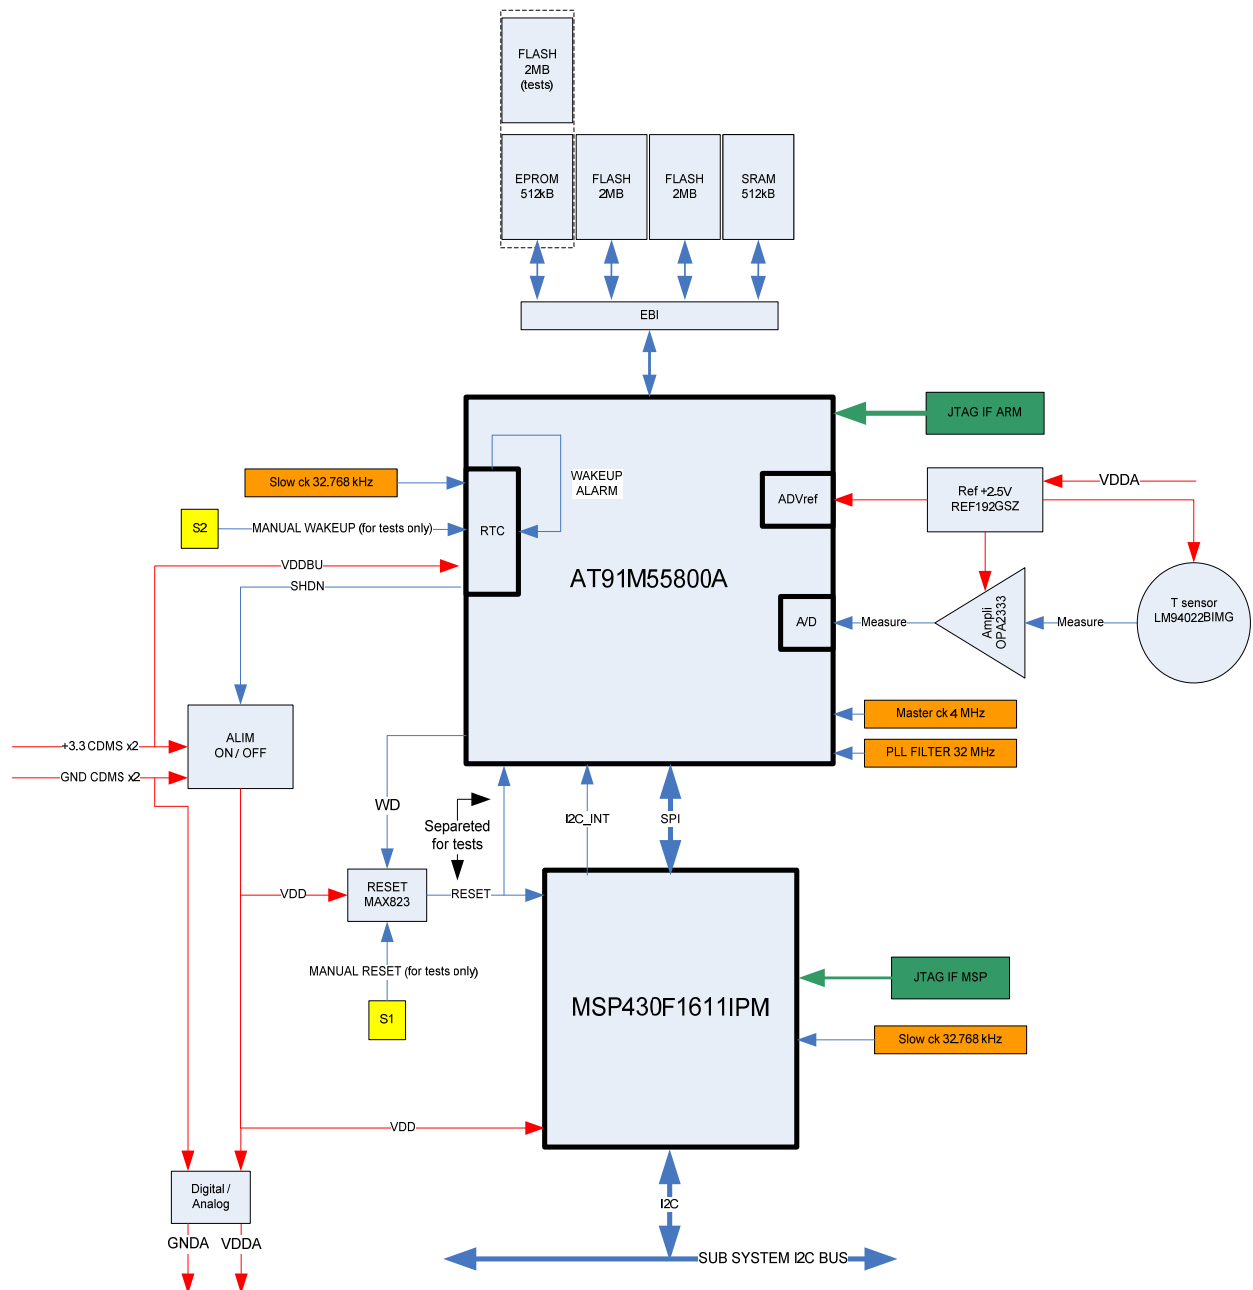 FLASH
2MB
(tests)
EPROM
512kB
FLASH
2MB
FLASH
2MB
SRAM
512kB
EBI
JTAG IF ARM
Slow ck 32.768 kHz
WAKEUP
ALARM
ADVref
Ref +2.5V
REF192GSZ
VDDA
S2
MANUAL WAKEUP (for tests only)
RTC
VDDBU
SHDN
AT91M55800A
A/D
Measure
Ampli
OPA2333
Measure
T sensor
LM94022BIMG
Master ck 4 MHz
PLL FILTER 32 MHz
+3.3 CDMS x2
GND CDMS x2
ALIM
ON / OFF
WD
Separeted
for tests
I2C_INT
SPI
VDD
RESET
MAX823
RESET
MANUAL RESET (for tests only)
S1
MSP430F1611IPM
JTAG IF MSP
Slow ck 32.768 kHz
VDD
Digital /
Analog
GNDA
VDDA
I2C
SUB SYSTEM I2C BUS